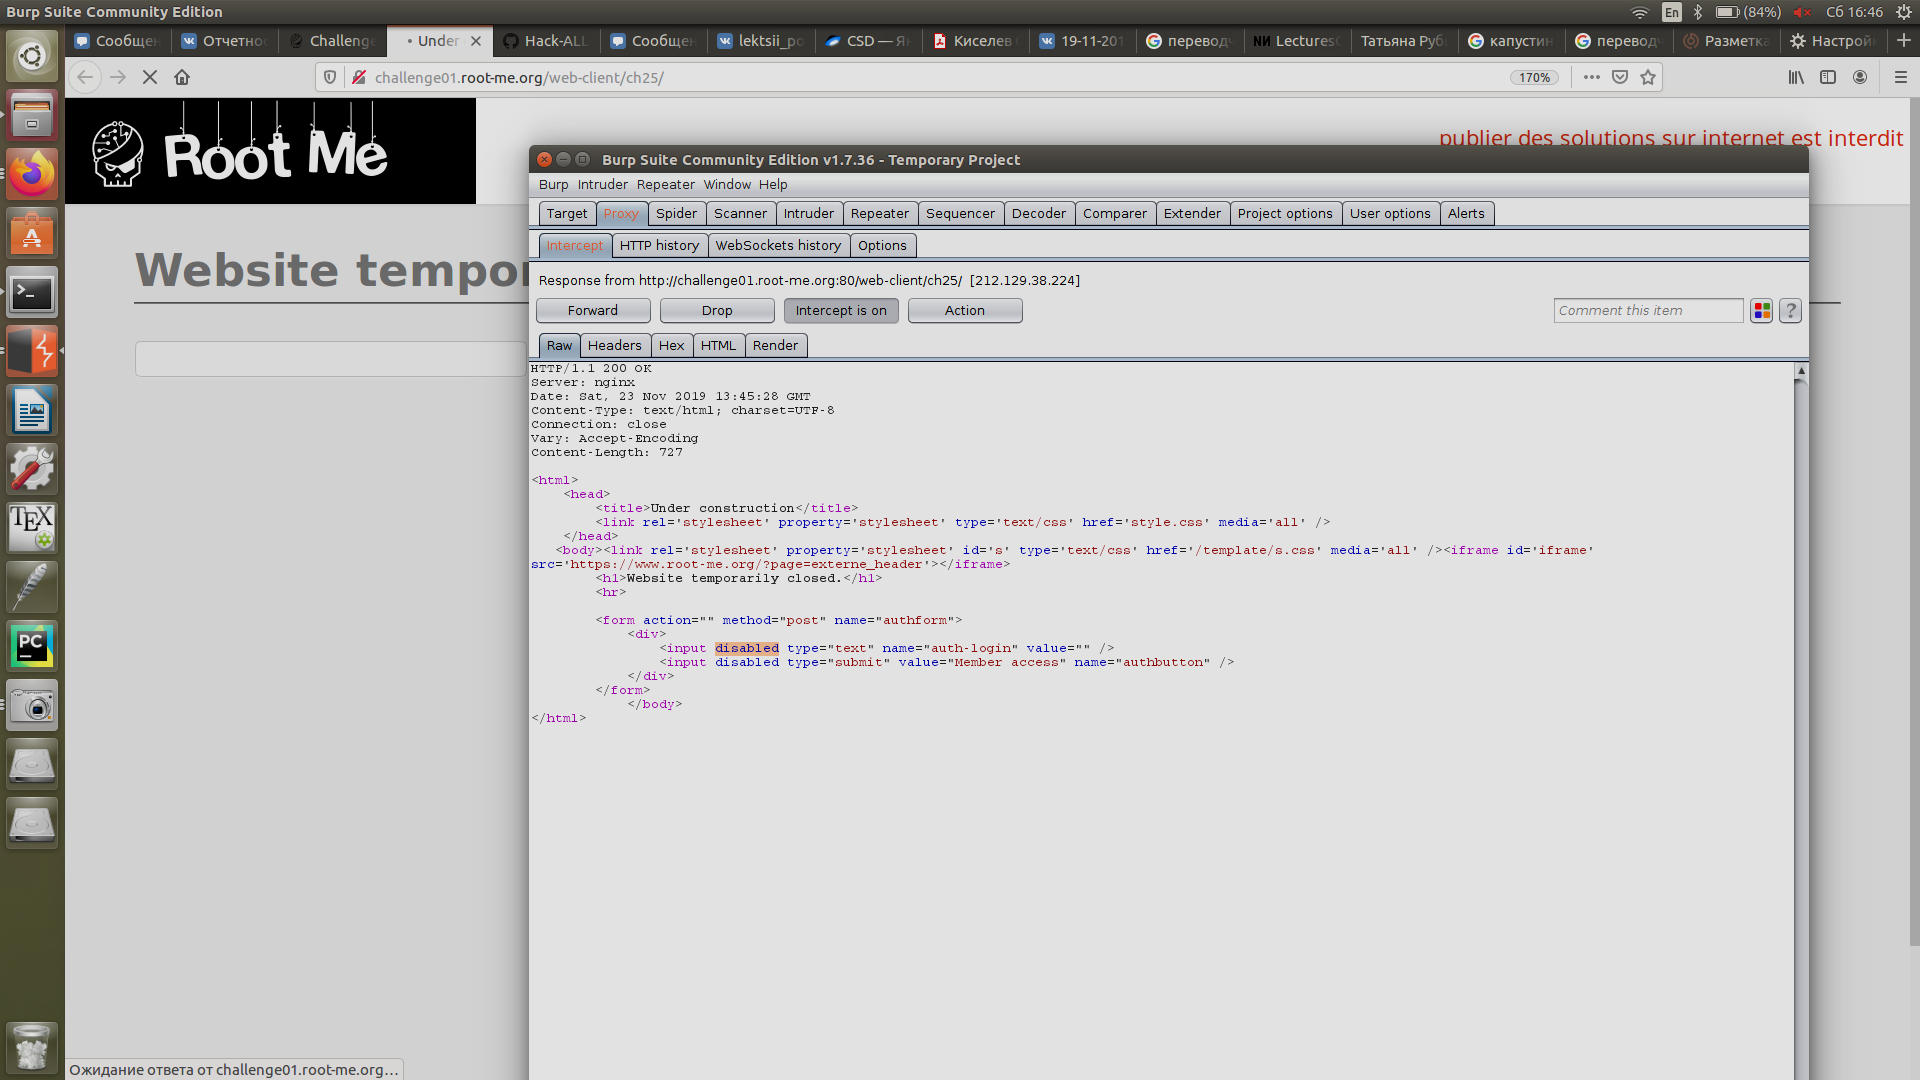 Burp Suite Community Edition
En
(84%)
Сб 16:46
Сообщен
Отчетнос
Challenge
Under
Hack-ALL
Сообщен
lektsii_po
CSD — Ян
Киселев
19-11-201
переводч
LecturesC
Татьяна Руб
капустин
переводч
Разметка
Настрой
challenge01.root-me.org/web-client/ch25/
170%
Root Me
publier des solutions sur internet est interdit
Website tempor
Burp Suite Community Edition v1.7.36 - Temporary Project
Burp Intruder Repeater Window Help
Target Proxy Spider Scanner Intruder Repeater Sequencer Decoder Comparer Extender Project options User options Alerts
Intercept HTTP history WebSockets history Options
Response from http://challenge01.root-me.org:80/web-client/ch25/ [212.129.38.224]
Forward Drop Intercept is on Action Comment this item ?
Raw Headers Hex HTML Render
HTTP/1.1 200 OK
Server: nginx
Date: Sat, 23 Nov 2019 13:45:28 GMT
Content-Type: text/html; charset=UTF-8
Connection: close
Vary: Accept-Encoding
Content-Length: 727
<html>
<head>
<title>Under construction</title>
<link rel='stylesheet' property='stylesheet' type='text/css' href='style.css' media='all' />
</head>
<body><link rel='stylesheet' property='stylesheet' id='s' type='text/css' href='/template/s.css' media='all' /><iframe id='iframe'
src='https://www.root-me.org/?page=externe_header'></iframe>
<h1>Website temporarily closed.</h1>
<hr>
<form action="" method="post" name="authform">
<div>
<input disabled type="text" name="auth-login" value="" />
<input disabled type="submit" value="Member access" name="authbutton" />
</div>
</form>
</body>
</html>
TEX
PC
Ожидание ответа от challenge01.root-me.org…